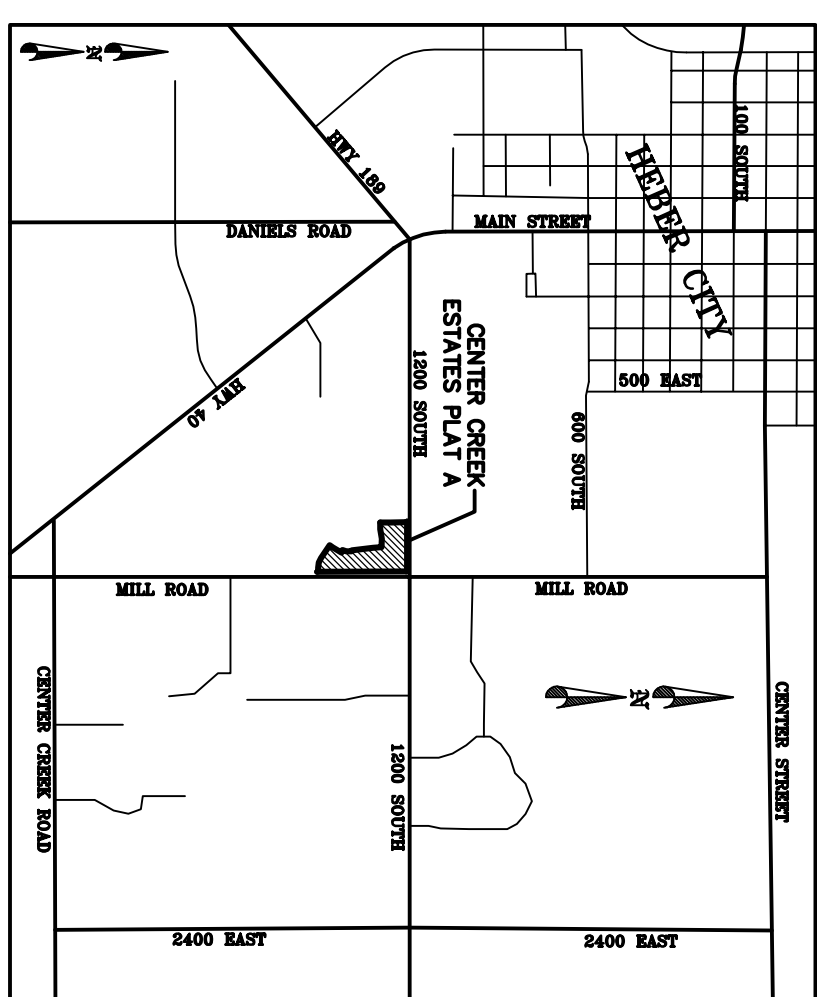 N
HWY 189
100 SOUTH
HEBER CITY
MAIN STREET
DANIELS ROAD
CENTER CREEK
ESTATES PLAT A
1200 SOUTH
500 EAST
HWY 40
600 SOUTH
MILL ROAD
MILL ROAD
N
CENTER CREEK ROAD
CENTER STREET
1200 SOUTH
2400 EAST
2400 EAST